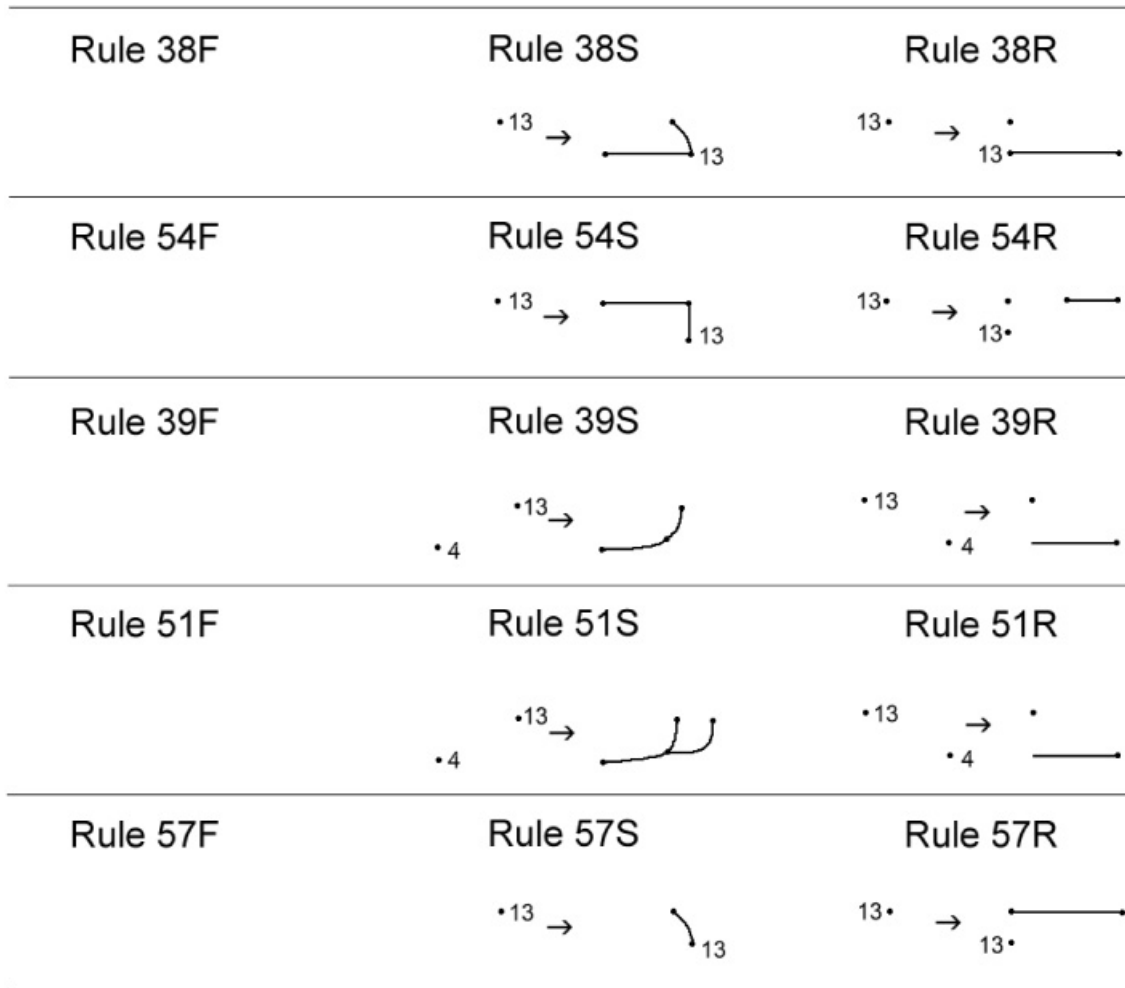 Rule 38F Rule 38S Rule 38R
13 → 13 13 → 13
Rule 54F Rule 54S Rule 54R
13 → 13 13 → 13
Rule 39F Rule 39S Rule 39R
13 → 13 →
4 4
Rule 51F Rule 51S Rule 51R
13 → 13 →
4 4
Rule 57F Rule 57S Rule 57R
13 → 13 13 → 13